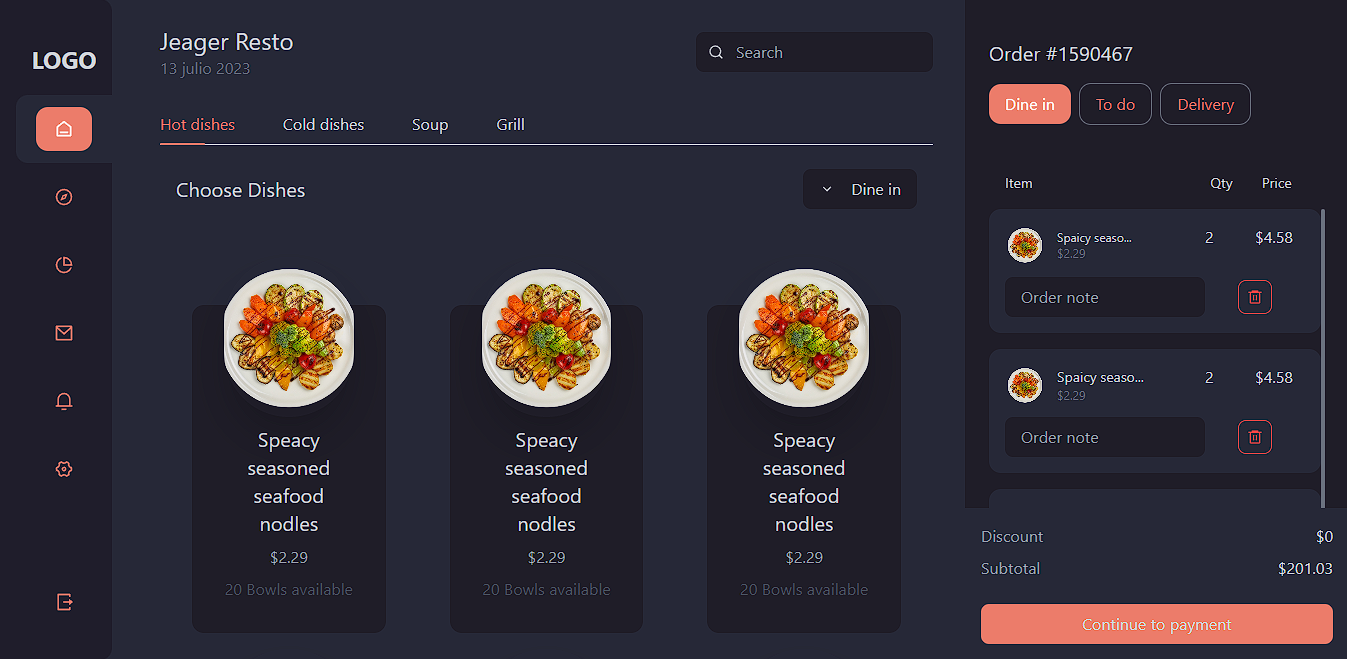 LOGO
Jeager Resto
13 julio 2023
Search
Hot dishes Cold dishes Soup Grill
Choose Dishes
Dine in
Speacy
seasoned
seafood
nodles
$2.29
20 Bowls available
Speacy
seasoned
seafood
nodles
$2.29
20 Bowls available
Speacy
seasoned
seafood
nodles
$2.29
20 Bowls available
Order #1590467
Dine in To do Delivery
Item Qty Price
Spaicy seaso... 2 $4.58
$2.29
Order note
Spaicy seaso... 2 $4.58
$2.29
Order note
Discount $0
Subtotal $201.03
Continue to payment